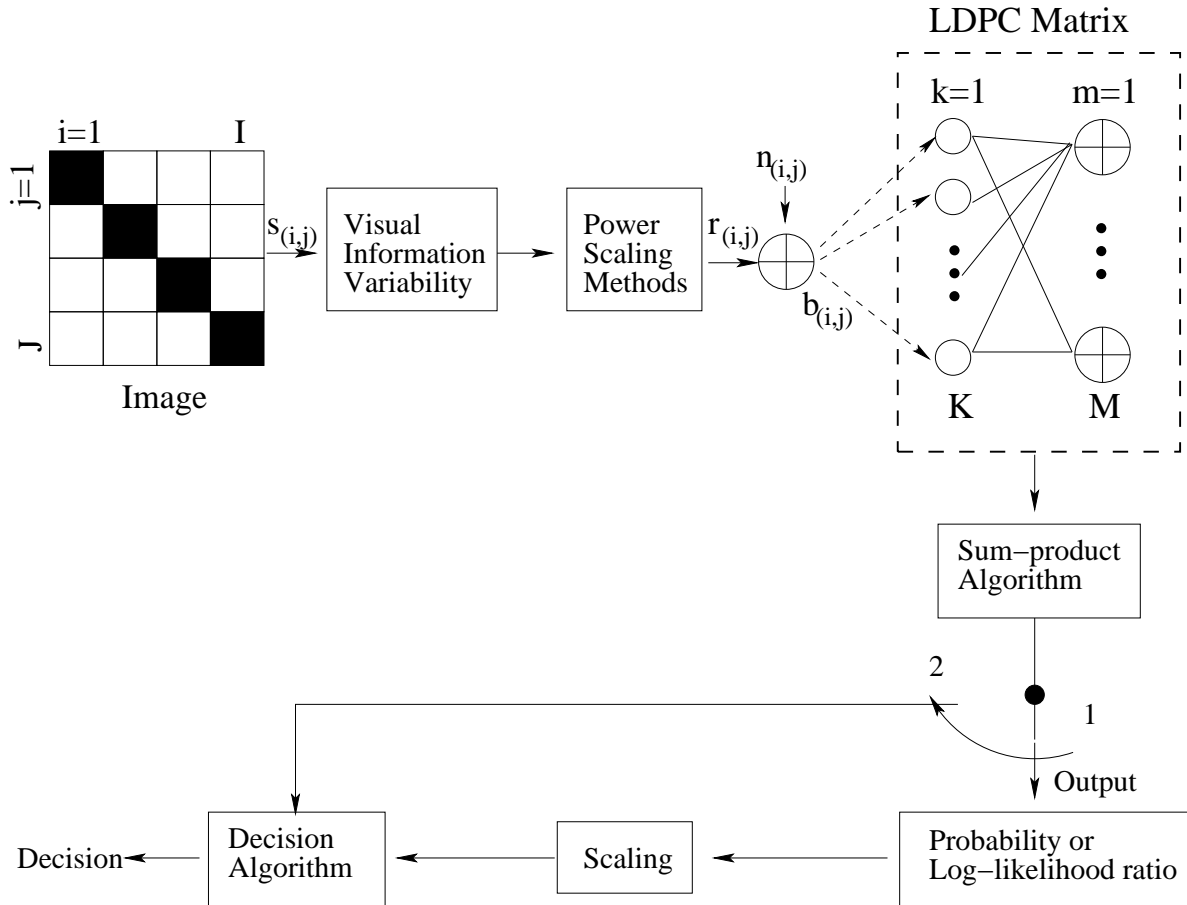 LDPC Matrix
k=1 m=1
i=1 I
j=1
J
Image
s(i,j)
Visual
Information
Variability
Power
Scaling
Methods
r(i,j)
n(i,j)
b(i,j)
K M
Sum−product
Algorithm
2
1
Output
Probability or
Log−likelihood ratio
Scaling
Decision
Algorithm
Decision